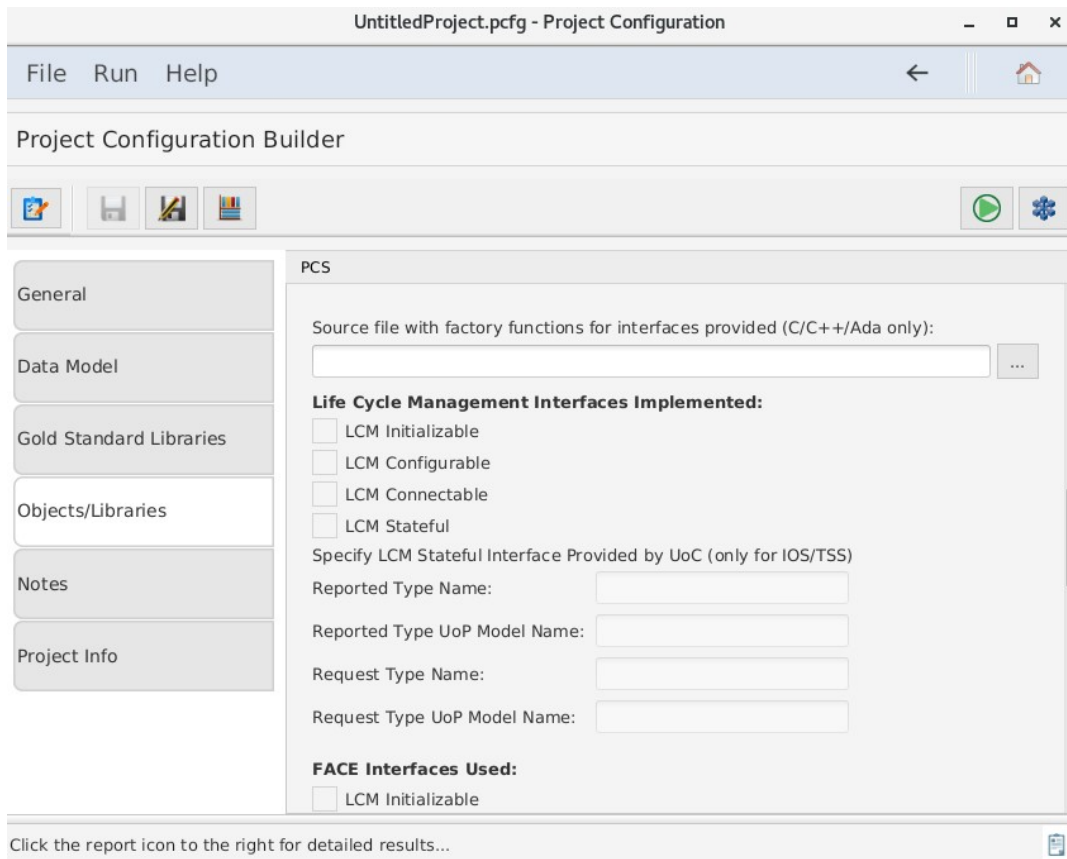 UntitledProject.pcfg - Project Configuration
File Run Help
Project Configuration Builder
General
Data Model
Gold Standard Libraries
Objects/Libraries
Notes
Project Info
PCS
Source file with factory functions for interfaces provided (C/C++/Ada only):
...
Life Cycle Management Interfaces Implemented:
LCM Initializable
LCM Configurable
LCM Connectable
LCM Stateful
Specify LCM Stateful Interface Provided by UoC (only for IOS/TSS)
Reported Type Name:
Reported Type UoP Model Name:
Request Type Name:
Request Type UoP Model Name:
FACE Interfaces Used:
LCM Initializable
Click the report icon to the right for detailed results...